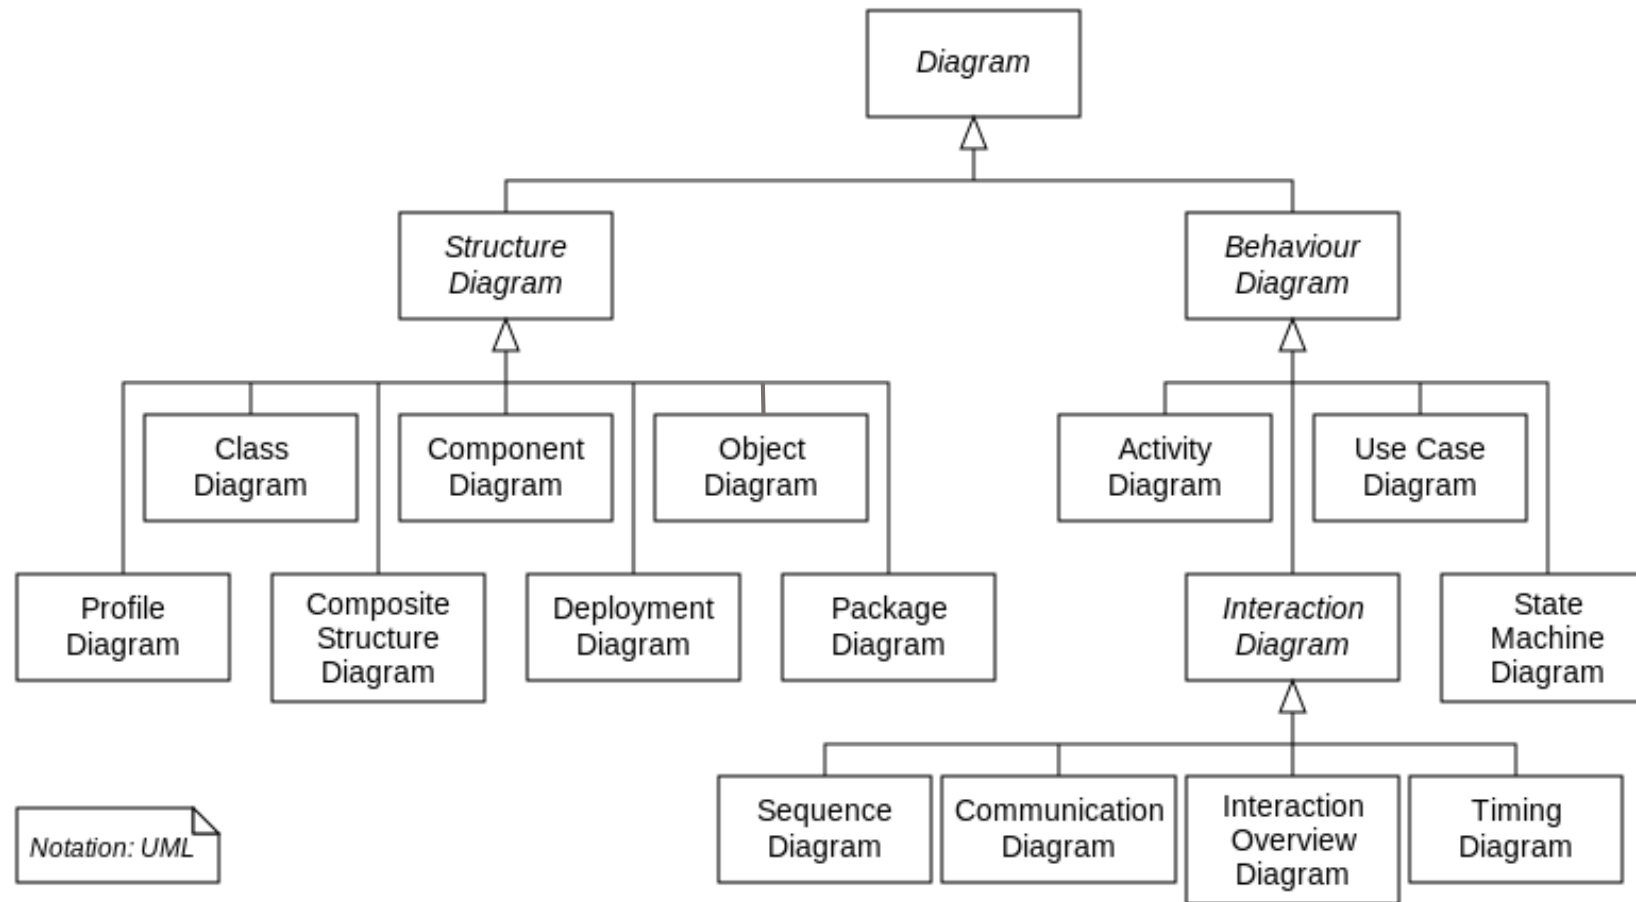 Diagram
Structure
Diagram
Behaviour
Diagram
Class
Diagram
Component
Diagram
Object
Diagram
Activity
Diagram
Use Case
Diagram
Profile
Diagram
Composite
Structure
Diagram
Deployment
Diagram
Package
Diagram
Interaction
Diagram
State
Machine
Diagram
Sequence
Diagram
Communication
Diagram
Interaction
Overview
Diagram
Timing
Diagram
Notation: UML